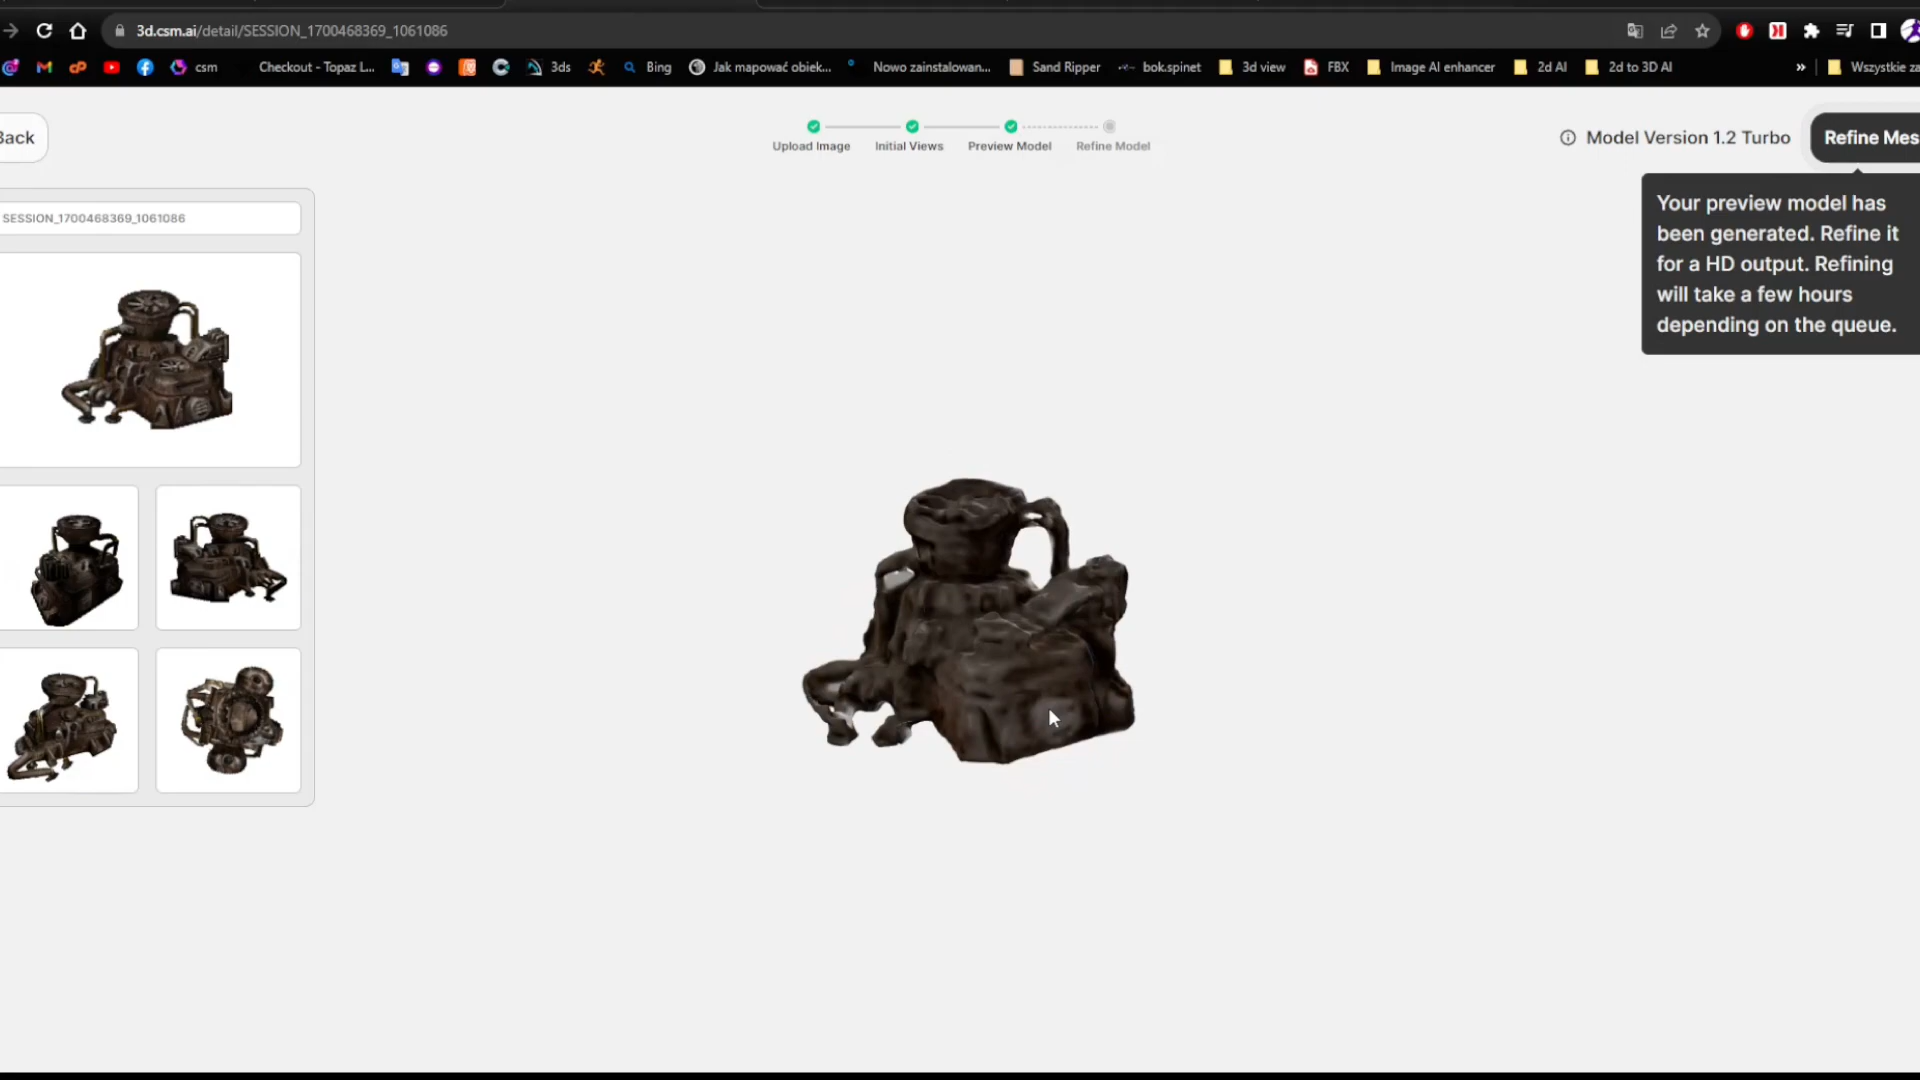 3d.csm.ai/detail/SESSION_1700468369_1061086
csm
Checkout - Topaz L...
3ds
Bing
Jak mapować obiek...
Nowo zainstalowan...
Sand Ripper
bok.spinet
3d view
FBX
Image AI enhancer
2d AI
2d to 3D AI
»
Wszystkie za
Back
Upload Image
Initial Views
Preview Model
Refine Model
Model Version 1.2 Turbo
Refine Mes
Your preview model has
been generated. Refine it
for a HD output. Refining
will take a few hours
depending on the queue.
SESSION_1700468369_1061086